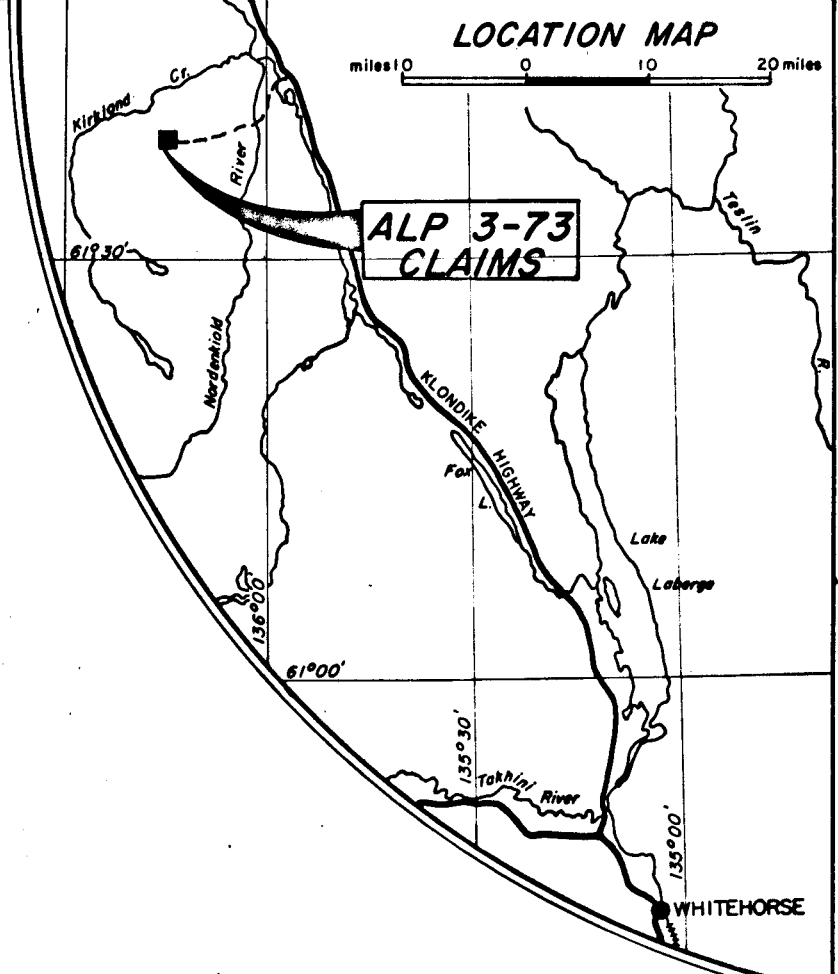 LOCATION MAP
miles 10 0 10 20 miles
Kirkland Cr.
River
Teslin
ALP 3-73
CLAIMS
61° 30'
Nordenkiold
R.
KLONDIKE HIGHWAY
Fox
L.
Lake
Laberge
136°00'
61°00'
135°30'
Takhini River
135°00'
WHITEHORSE